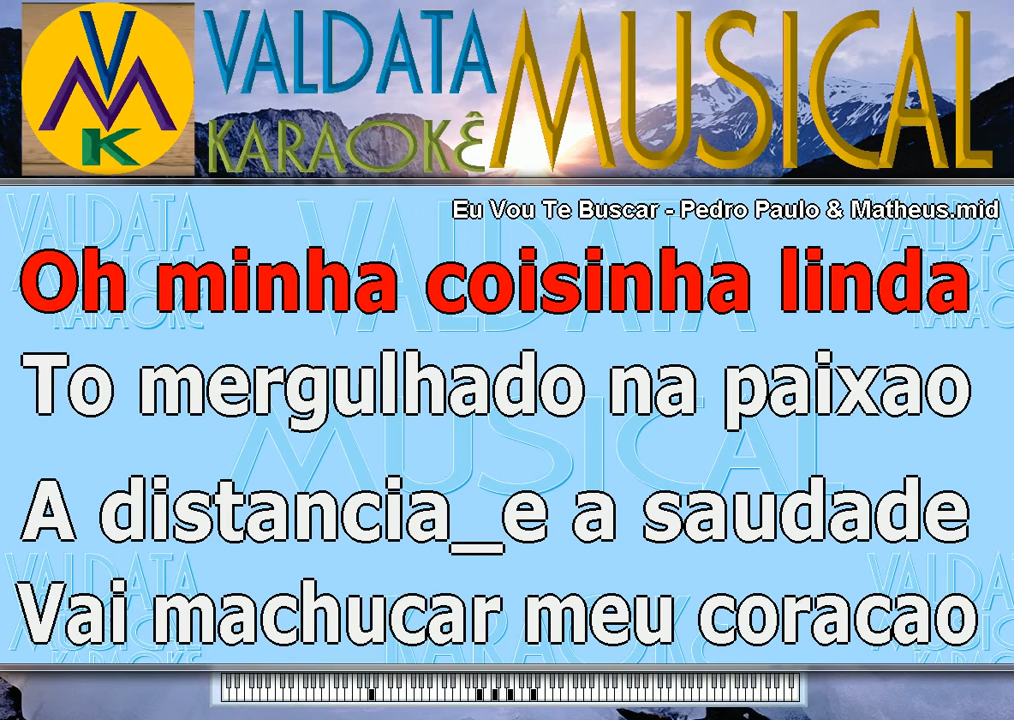 VALDATA MUSICAL
KARAOKÊ
VMK
Eu Vou Te Buscar - Pedro Paulo & Matheus.mid
Oh minha coisinha linda
To mergulhado na paixao
A distancia_e a saudade
Vai machucar meu coracao